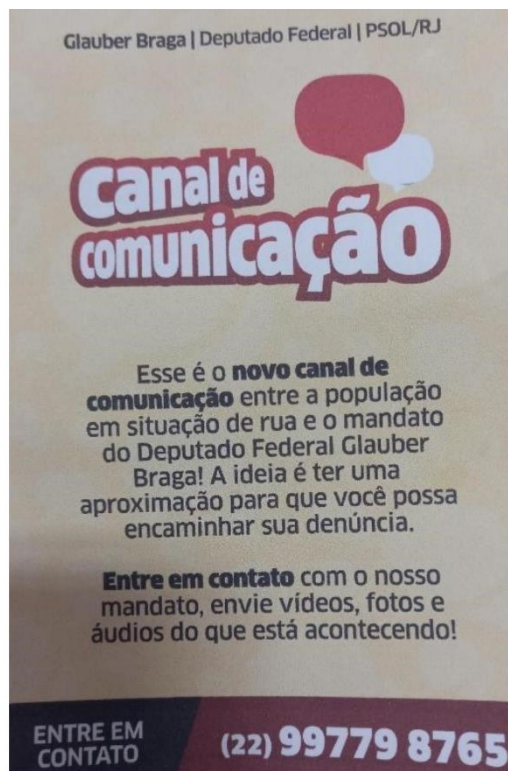 Glauber Braga | Deputado Federal | PSOL/RJ
canal de
comunicação
Esse é o novo canal de
comunicação entre a população
em situação de rua e o mandato
do Deputado Federal Glauber
Braga! A ideia é ter uma
aproximação para que você possa
encaminhar sua denúncia.
Entre em contato com o nosso
mandato, envie vídeos, fotos e
áudios do que está acontecendo!
ENTRE EM
CONTATO
(22) 99779 8765